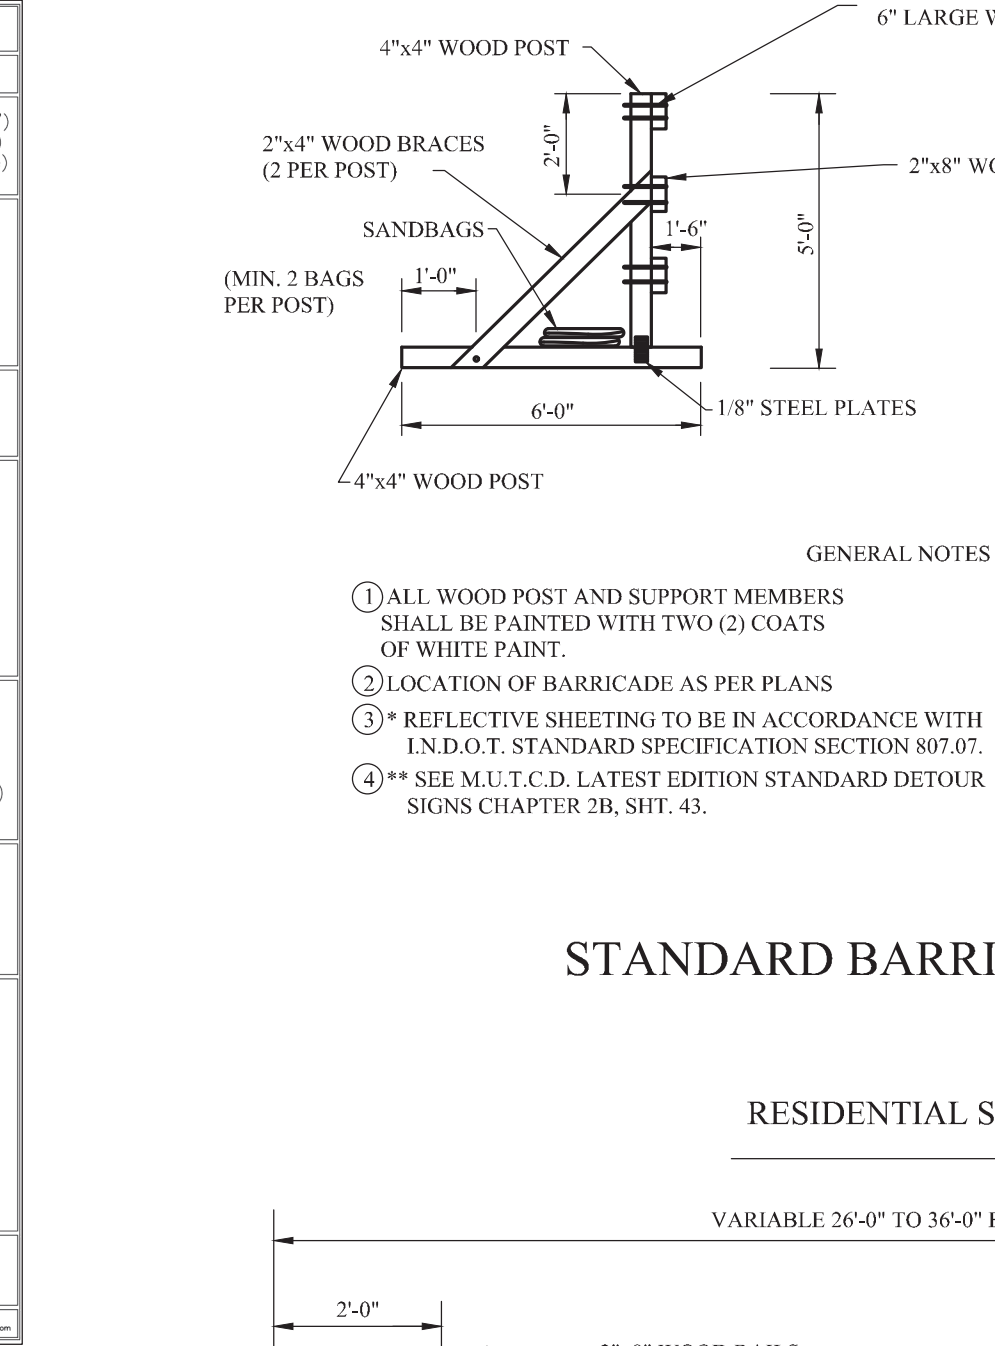 6" LARGE
4"x4" WOOD POST
2'-0"
2"x4" WOOD BRACES
(2 PER POST)
2"x8"
SANDBAGS
1'-6"
5'-0"
(MIN. 2 BAGS
PER POST)
1'-0"
6'-0"
1/8" STEEL PLATES
4"x4" WOOD POST
GENERAL NOTES
1 ALL WOOD POST AND SUPPORT MEMBERS
SHALL BE PAINTED WITH TWO (2) COATS
OF WHITE PAINT.
2 LOCATION OF BARRICADE AS PER PLANS
3 * REFLECTIVE SHEETING TO BE IN ACCORDANCE WITH
I.N.D.O.T. STANDARD SPECIFICATION SECTION 807.07.
4 ** SEE M.U.T.C.D. LATEST EDITION STANDARD DETOUR
SIGNS CHAPTER 2B, SHT. 43.
STANDARD BARRI
RESIDENTIAL S
VARIABLE 26'-0" TO 36'-0"
2'-0"